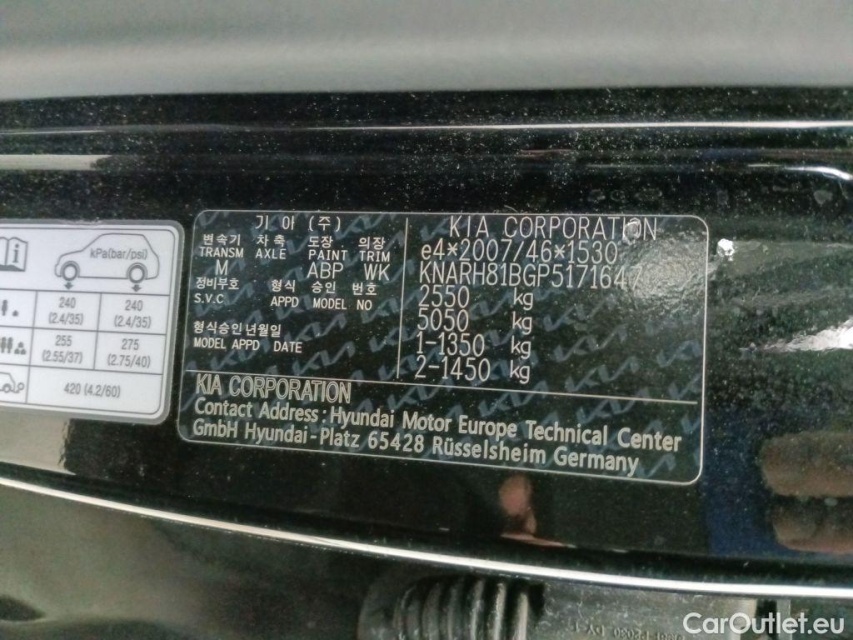 kPa(bar/psi)
240
(2.4/35)
240
(2.4/35)
255
(2.55/37)
275
(2.75/40)
420 (4.2/60)
기아 (주)
변속기 차축 도장 의장
TRANSM AXLE PAINT TRIM
M ABP WK
정비부호 형식 승인 번호
S.V.C APPD MODEL NO
형식승인년월일
MODEL APPD DATE
KIA CORPORATION
e4*2007/46*1530
2550 kg
5050 kg
1-1350 kg
2-1450 kg
KIA CORPORATION
Contact Address : Hyundai Motor Europe Technical Center
GmbH Hyundai-Platz 65428 Rüsselsheim Germany
CarOutlet.eu